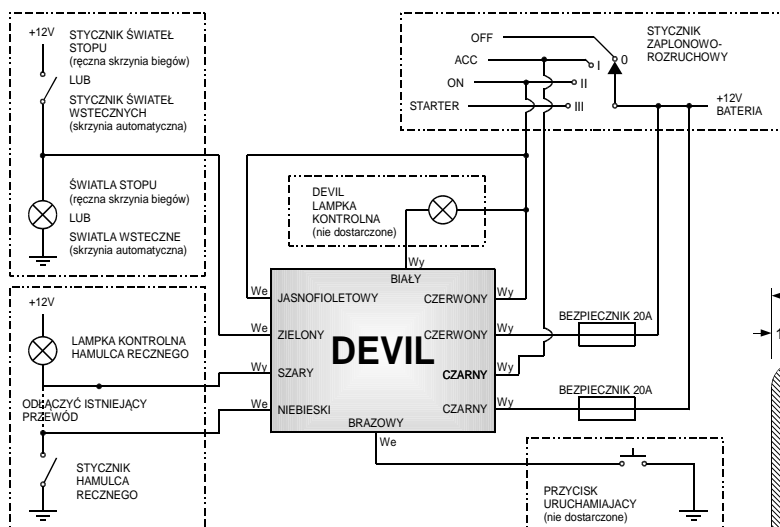 +12V
STYCZNIK ŚWIATEŁ
STOPU
(ręczna skrzynia biegów)
LUB
STYCZNIK ŚWIATEŁ
WSTECZNYCH
(skrzynia automatyczna)
ŚWIATLA STOPU
(ręczna skrzynia biegów)
LUB
SWIATLA WSTECZNE
(skrzynia automatyczna)
OFF
ACC
ON
STARTER
I
0
II
III
STYCZNIK
ZAPLONOWO-
ROZRUCHOWY
+12V
BATERIA
DEVIL
LAMPKA
KONTROLNA
(nie dostarczone)
Wy
BIAŁY
We
JASNOFIOLETOWY
CZERWONY
Wy
We
ZIELONY
CZERWONY
Wy
BEZPIECZNIK 20A
DEVIL
Wy
SZARY
CZARNY
Wy
We
NIEBIESKI
CZARNY
Wy
BEZPIECZNIK 20A
BRAZOWY
We
+12V
LAMPKA KONTROLNA
HAMULCA RECZNEGO
ODŁĄCZYĆ ISTNIEJĄCY
PRZEWÓD
STYCZNIK
HAMULCA
RECZNEGO
PRZYCISK
URUCHAMIAJACY
(nie dostarczone)